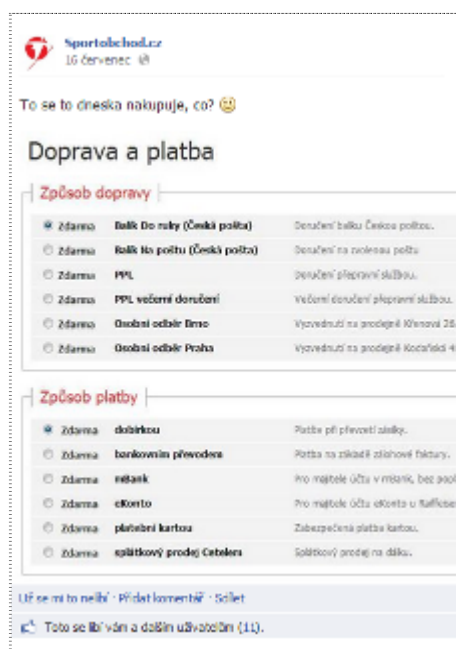 Sportobchod.cz
16 červenec
To se to dneska nakupuje, co?
Doprava a platba
Způsob dopravy
Zdarma Balík Do ruky (Česká pošta) Doručení balíku Českou poštou.
Zdarma Balík Na poštu (Česká pošta) Doručení na zvolenou poštu
Zdarma PPL Doručení přepravní službou.
Zdarma PPL večerní doručení Večerní doručení přepravní službou.
Zdarma Osobní odběr Brno Vyzvednutí na prodejně Křenová
Zdarma Osobní odběr Praha Vyzvednutí na prodejně Kodaňská
Způsob platby
Zdarma dobírkou Platba při převzetí zásilky.
Zdarma bankovním převodem Platba na základě zálohové faktury.
Zdarma mBank Pro majitele účtu v mBank, bez
Zdarma eKonto Pro majitele účtu eKonto u
Zdarma platební kartou Zabezpečená platba kartou.
Zdarma splátkový prodej Cetelem Splátkový prodej na dálku.
Už se mi to nelíbí · Přidat komentář · Sdílet
Toto se líbí vám a dalším uživatelům (11).